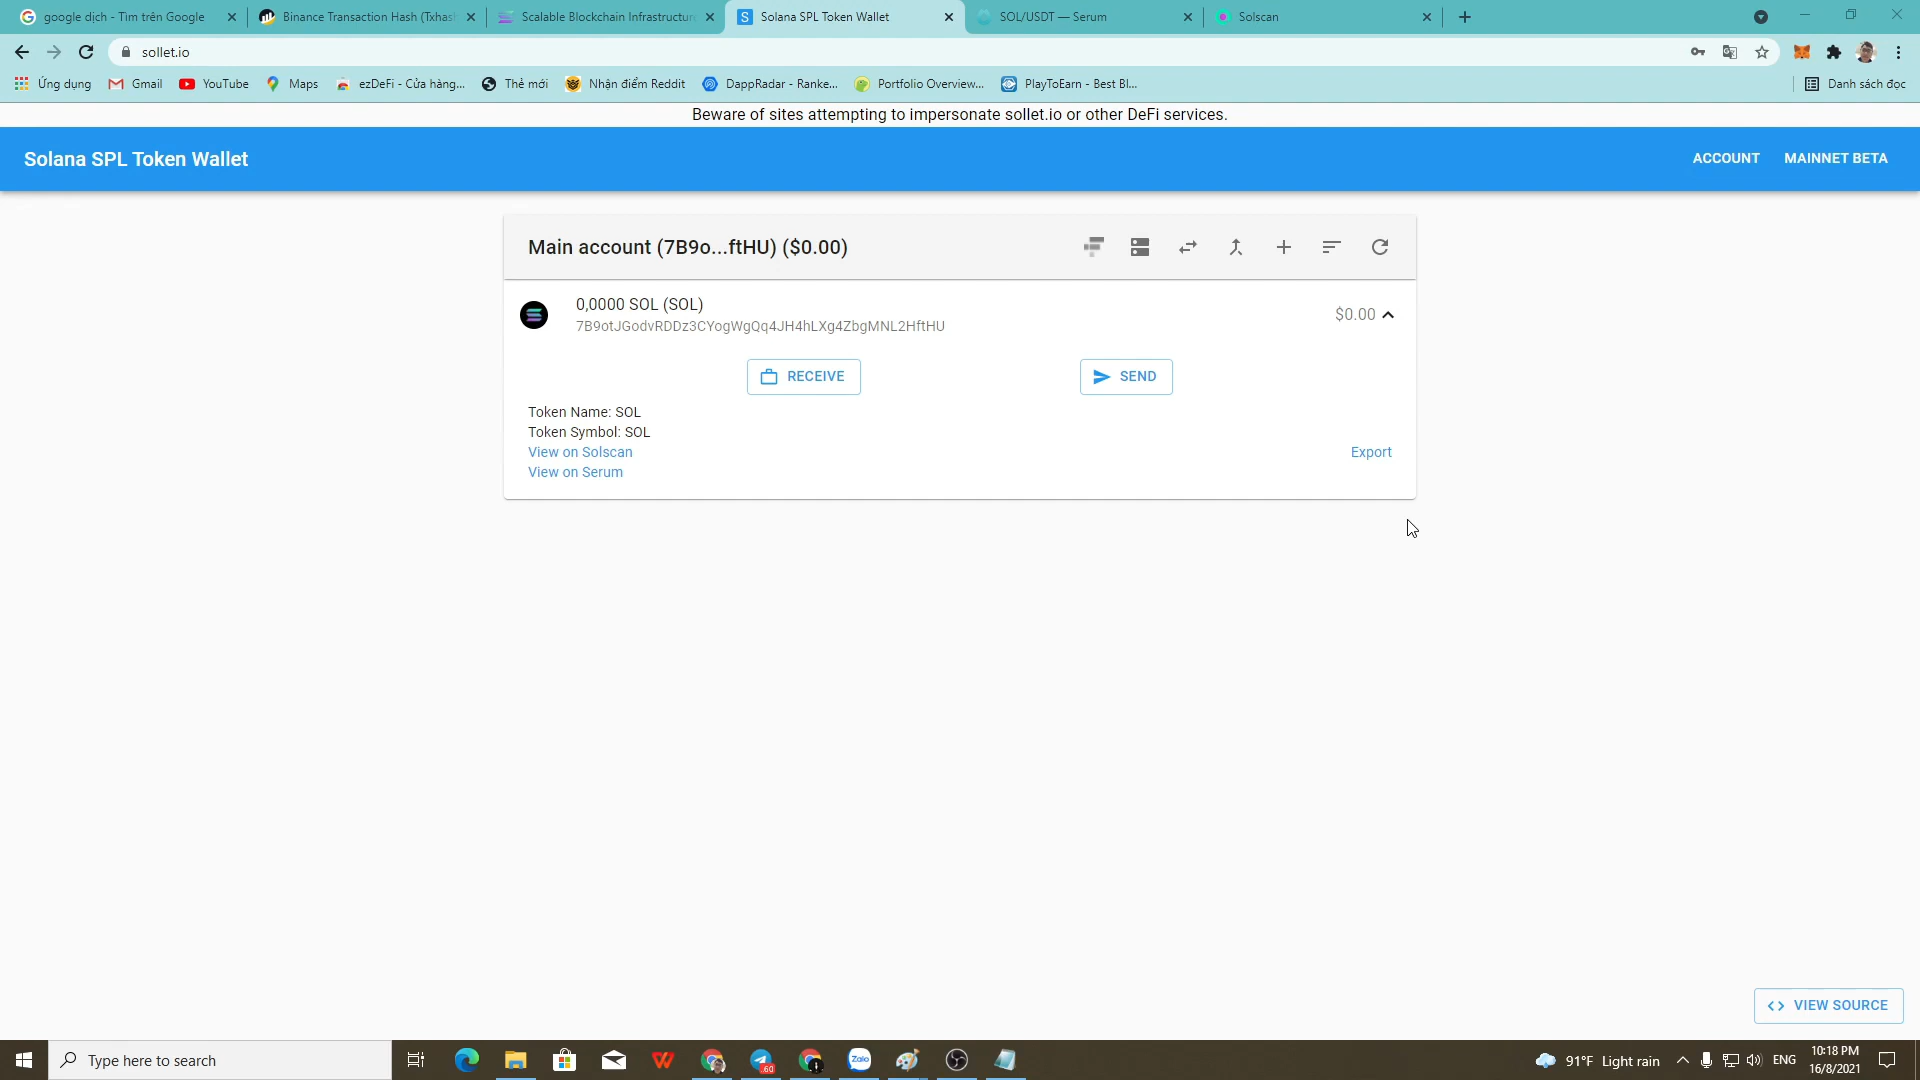 google dịch - Tìm trên Google
Binance Transaction Hash (Txhas
Scalable Blockchain Infrastructur
Solana SPL Token Wallet
SOL/USDT — Serum
Solscan
sollet.io
Ứng dụng
Gmail
YouTube
Maps
ezDeFi - Cửa hàng...
Thẻ mới
Nhận điểm Reddit
DappRadar - Ranke...
Portfolio Overview...
PlayToEarn - Best Bl...
Danh sách đọc
Beware of sites attempting to impersonate sollet.io or other DeFi services.
Solana SPL Token Wallet
ACCOUNT
MAINNET BETA
Main account (7B9o...ftHU) ($0.00)
0,0000 SOL (SOL)
7B9otJGodvRDDz3CYogWgQq4JH4hLXg4ZbgMNL2HftHU
$0.00
RECEIVE
SEND
Token Name: SOL
Token Symbol: SOL
View on Solscan
Export
View on Serum
VIEW SOURCE
Type here to search
.60
Zalo
91°F Light rain
ENG
10:18 PM
16/8/2021